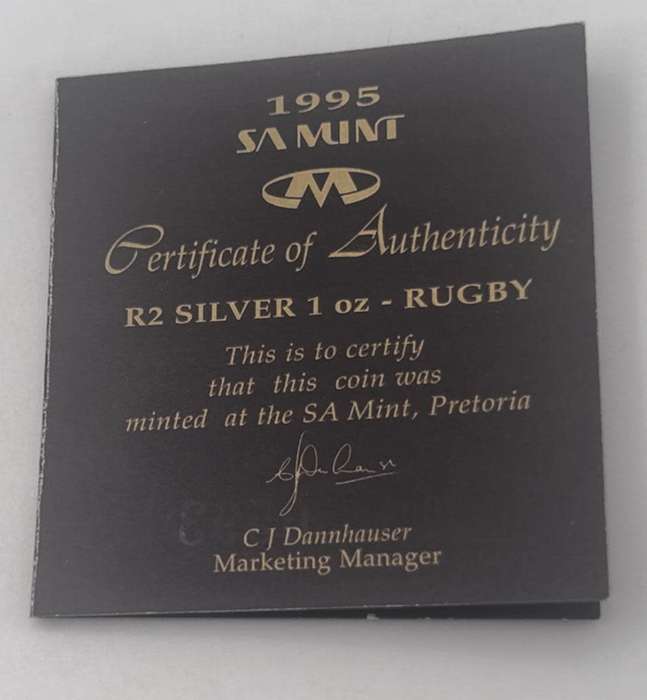 1995
SA MINT
Certificate of Authenticity
R2 SILVER 1 oz - RUGBY
This is to certify
that this coin was
minted at the SA Mint, Pretoria
C J Dannhauser
Marketing Manager